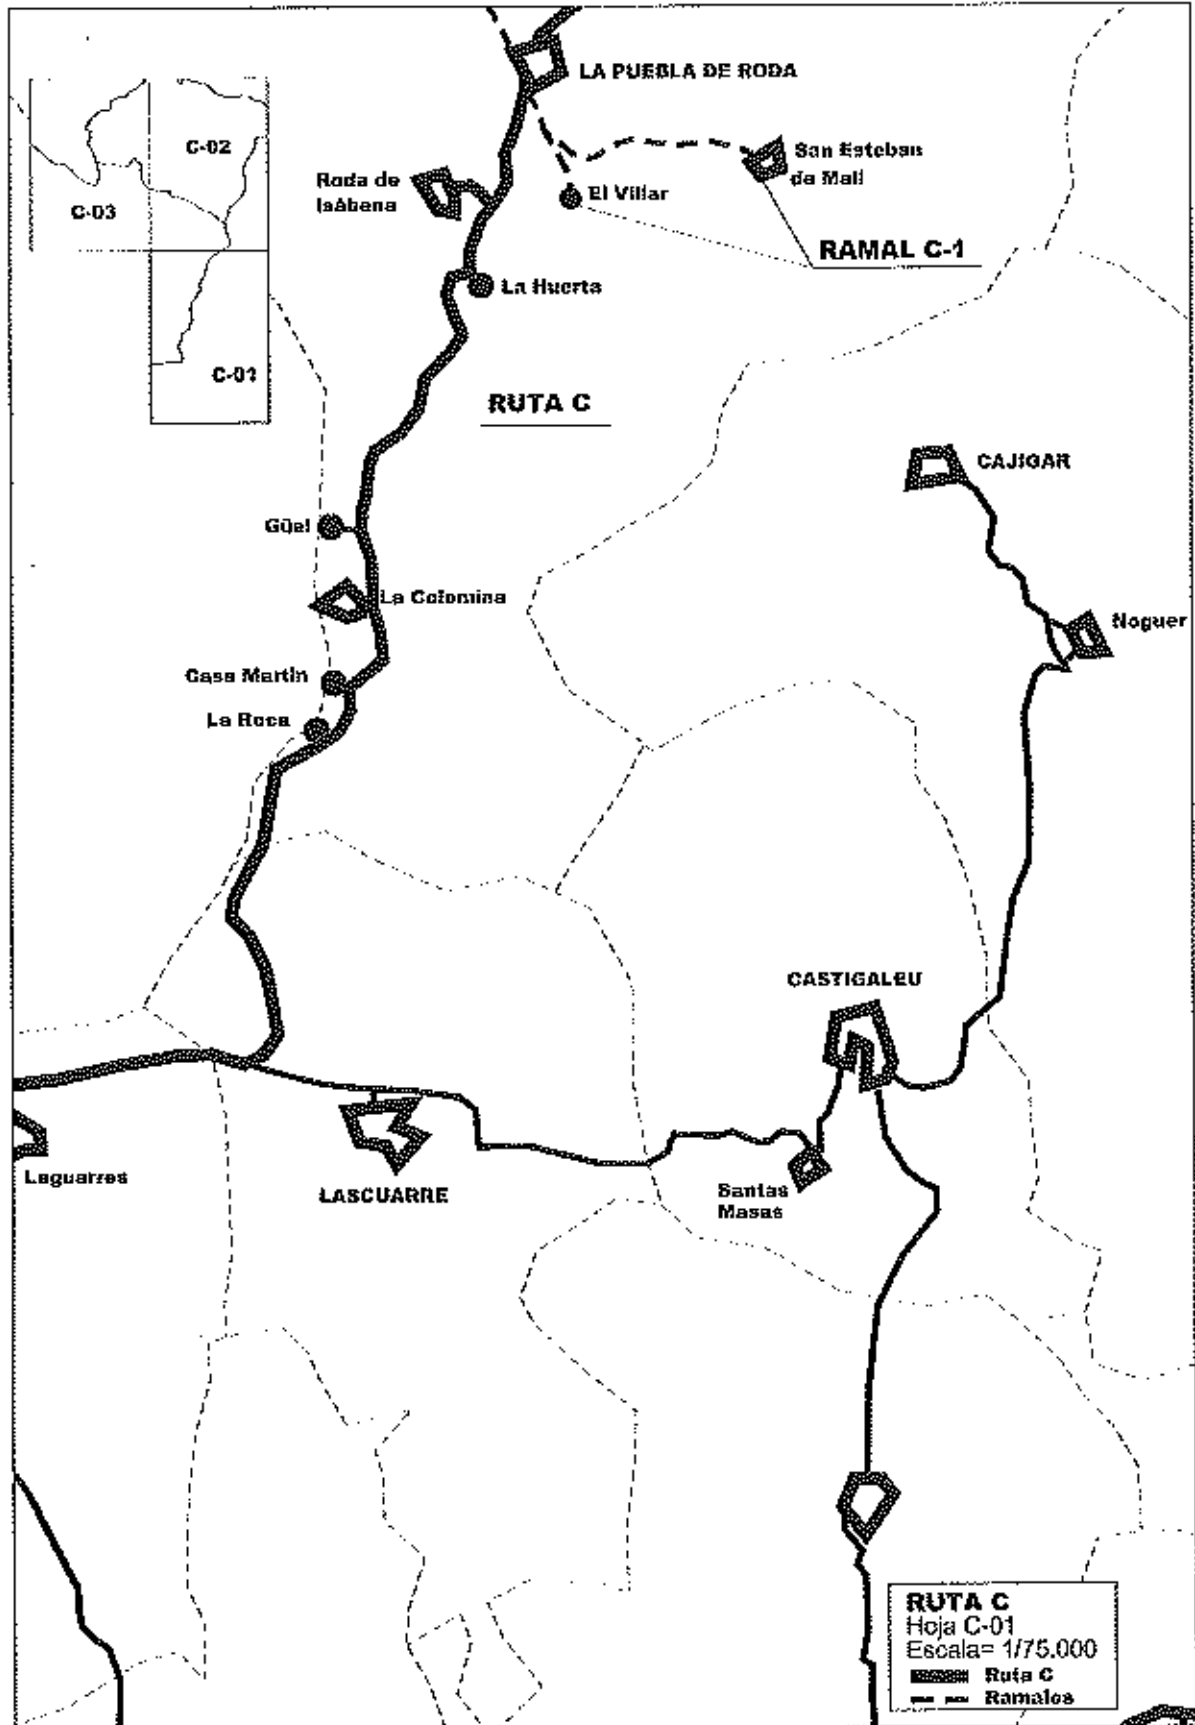 LA PUEBLA DE RODA
C-02
San Esteban
de Mall
Roda de
Isábena
El Villar
C-03
RAMAL C-1
La Huerta
C-01
RUTA C
CAJIGAR
Güel
La Colomina
Noguer
Casa Martin
La Roca
CASTIGALEU
Laguarres
LASCUARRE
Santas
Masas
RUTA C
Hoja C-01
Escala= 1/75.000
Ruta C
Ramales